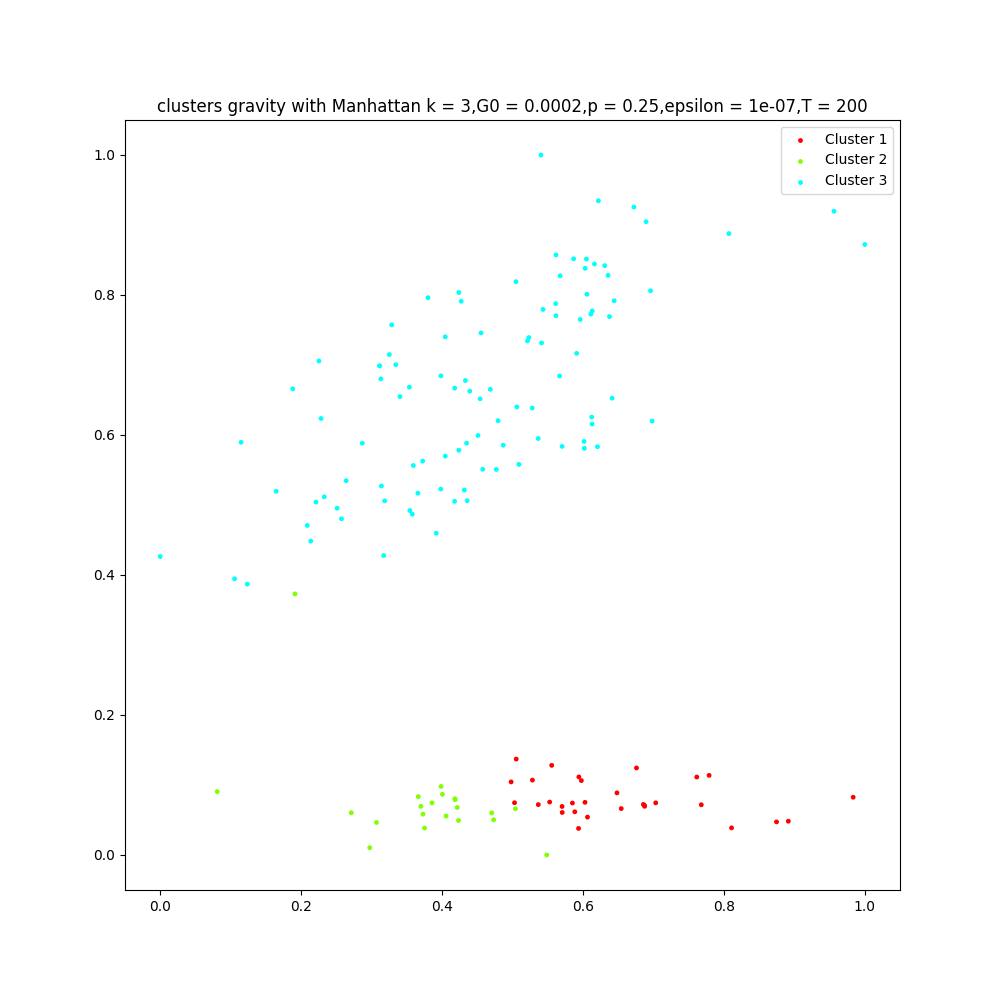 clusters gravity with Manhattan k = 3,G0 = 0.0002,p = 0.25,epsilon = 1e-07,T = 200
Cluster 1
Cluster 2
Cluster 3
1.0
0.8
0.6
0.4
0.2
0.0
0.0 0.2 0.4 0.6 0.8 1.0